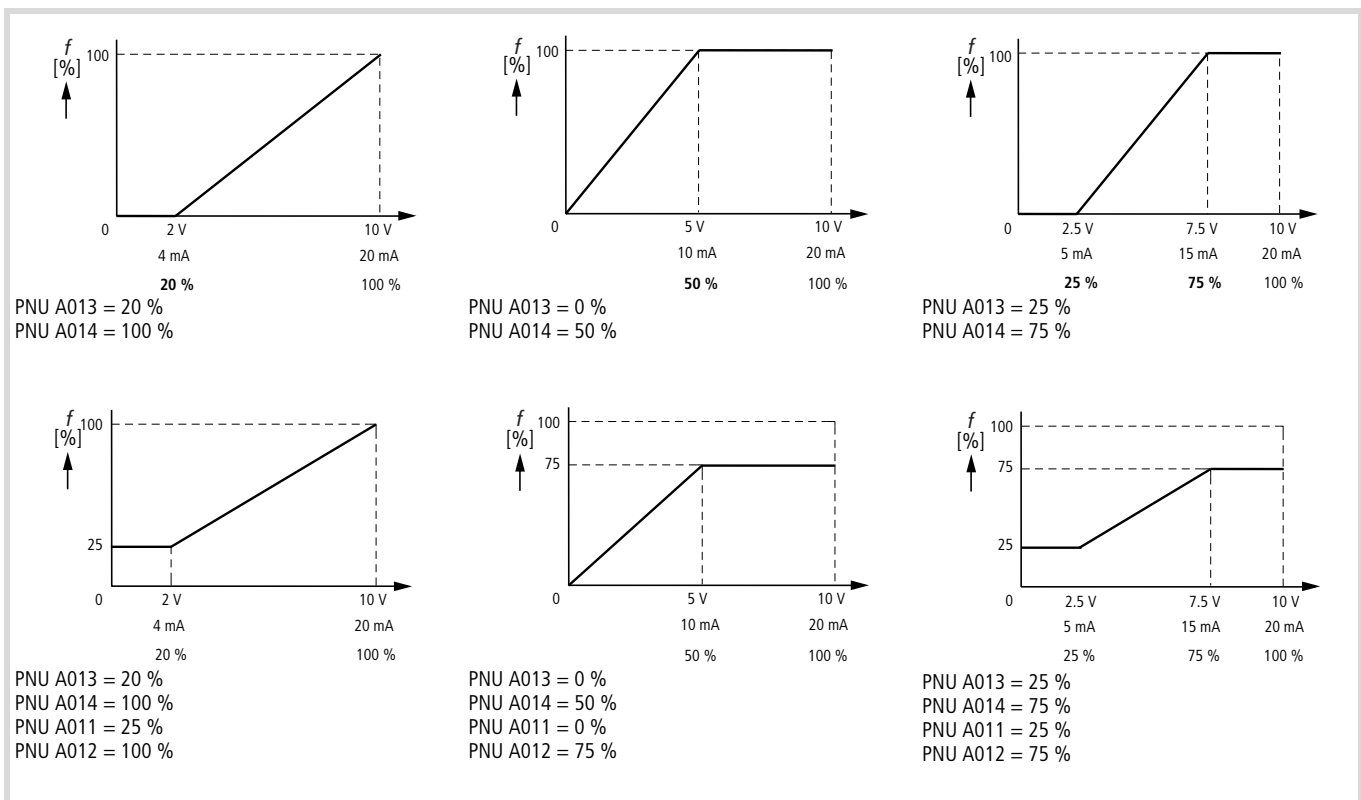 f
[%]
100
0
2 V
10 V
4 mA
20 mA
20 %
100 %
PNU A013 = 20 %
PNU A014 = 100 %
f
[%]
100
0
5 V
10 V
10 mA
20 mA
50 %
100 %
PNU A013 = 0 %
PNU A014 = 50 %
f
[%]
100
0
2.5 V
7.5 V
10 V
5 mA
15 mA
20 mA
25 %
75 %
100 %
PNU A013 = 25 %
PNU A014 = 75 %
f
[%]
100
25
0
2 V
10 V
4 mA
20 mA
20 %
100 %
PNU A013 = 20 %
PNU A014 = 100 %
PNU A011 = 25 %
PNU A012 = 100 %
f
[%]
100
75
0
5 V
10 V
10 mA
20 mA
50 %
100 %
PNU A013 = 0 %
PNU A014 = 50 %
PNU A011 = 0 %
PNU A012 = 75 %
f
[%]
100
75
25
0
2.5 V
7.5 V
10 V
5 mA
15 mA
20 mA
25 %
75 %
100 %
PNU A013 = 25 %
PNU A014 = 75 %
PNU A011 = 25 %
PNU A012 = 75 %